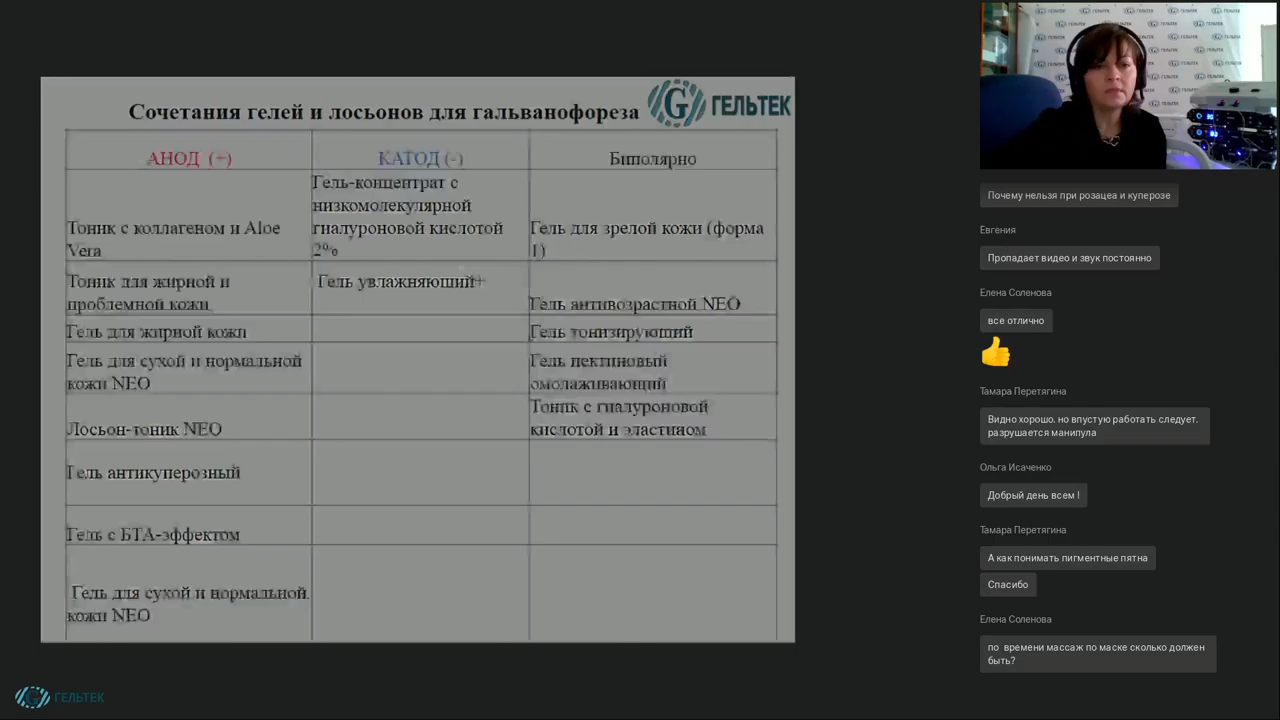 Сочетания гелей и лосьонов для гальванофореза
ГЕЛЬТЕК
АНОД (+)
КАТОД (-)
Биполярно
Тоник с коллагеном и Aloe
Vera
Гель-концентрат с
низкомолекулярной
гиалуроновой кислотой
2%
Гель для зрелой кожи (форма
1)
Тоник для жирной и
проблемной кожи
Гель увлажняюший+
Гель антивозрастной NEO
Гель для жирной кожи
Гель тонизирующий
Гель для сухой и нормальной
кожи NEO
Гель пектиновый
омолаживающий
Лосьон-тоник NEO
Тоник с гиалуроновой
кислотой и эластином
Гель антикуперозный
Гель с БТА-эффектом
Гель для сухой и нормальной
кожи NEO
ГЕЛЬТЕК
Почему нельзя при розацеа и куперозе
Евгения
Пропадает видео и звук постоянно
Елена Соленова
все отлично
Тамара Перетягина
Видно хорошо. но впустую работать следует.
разрушается манипула
Ольга Исаченко
Добрый день всем !
Тамара Перетягина
А как понимать пигментные пятна
Спасибо
Елена Соленова
по времени массаж по маске сколько должен
быть?